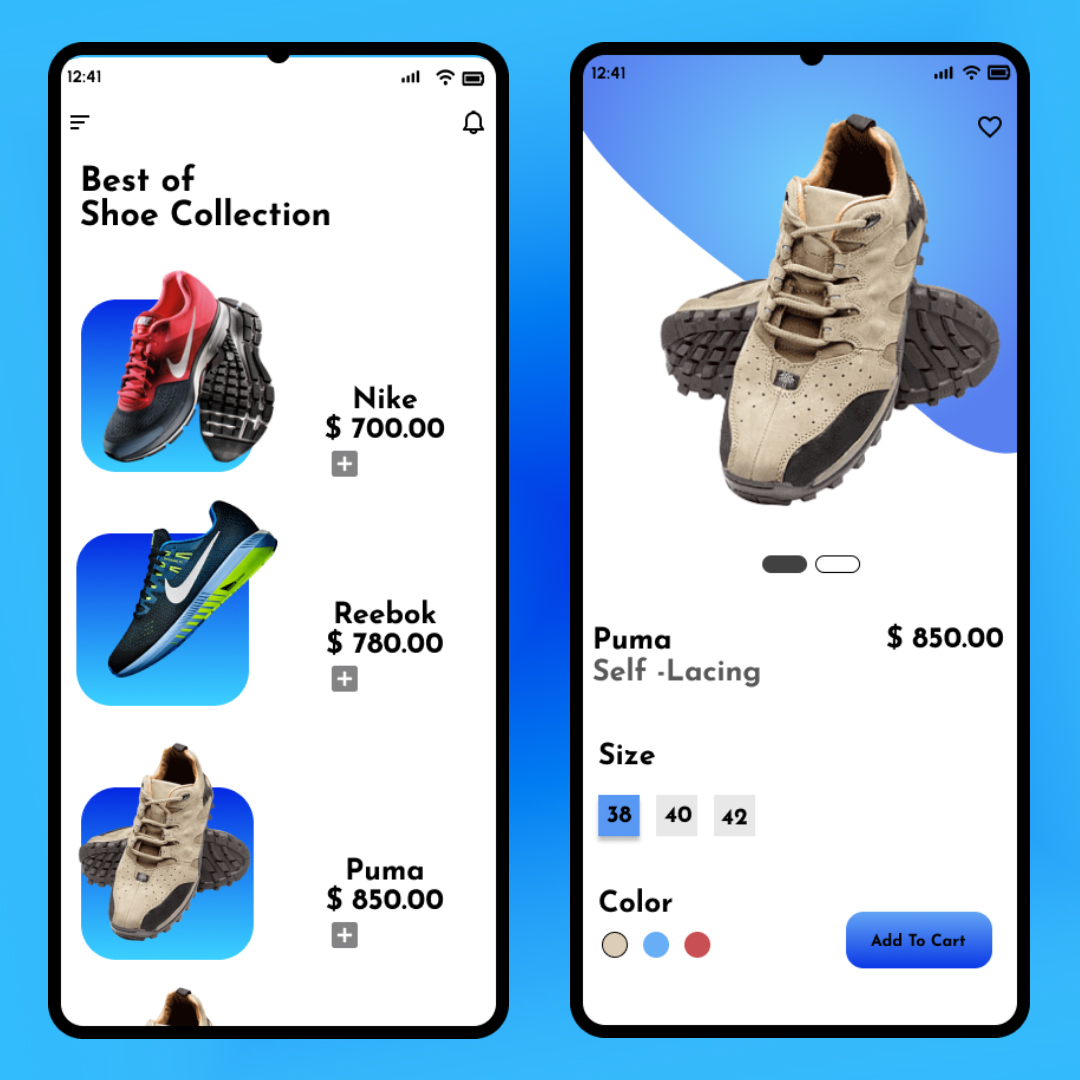 12:41
Best of
Shoe Collection
Nike
$ 700.00
Reebok
$ 780.00
Puma
$ 850.00
12:41
Puma
$ 850.00
Self -Lacing
Size
38
40
42
Color
Add To Cart